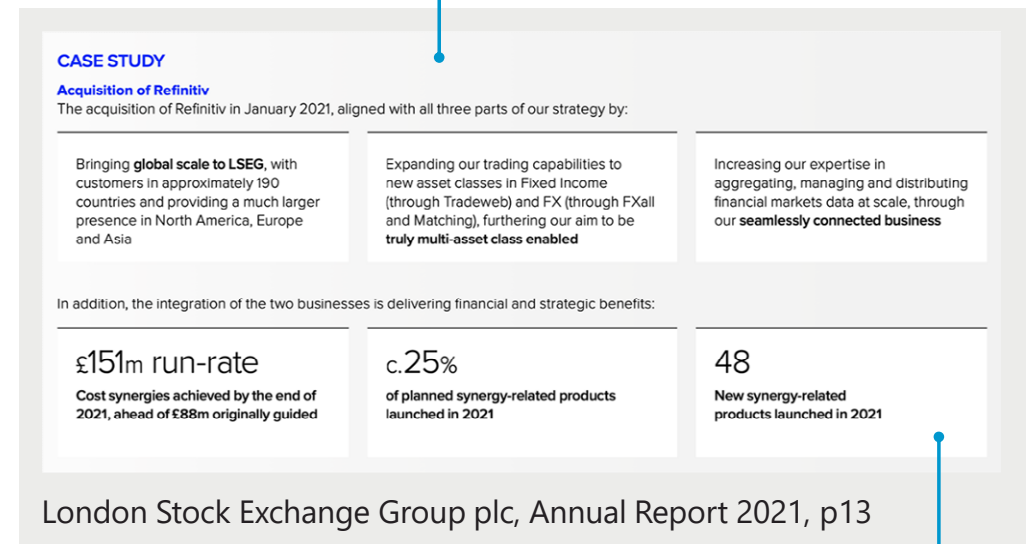 CASE STUDY
Acquisition of Refinitiv
The acquisition of Refinitiv in January 2021, aligned with all three parts of our strategy by:
Bringing global scale to LSEG, with
customers in approximately 190
countries and providing a much larger
presence in North America, Europe
and Asia
Expanding our trading capabilities to
new asset classes in Fixed Income
(through Tradeweb) and FX (through FXall
and Matching), furthering our aim to be
truly multi-asset class enabled
Increasing our expertise in
aggregating, managing and distributing
financial markets data at scale, through
our seamlessly connected business
In addition, the integration of the two businesses is delivering financial and strategic benefits:
£151m run-rate
Cost synergies achieved by the end of
2021, ahead of £88m originally guided
c.25%
of planned synergy-related products
launched in 2021
48
New synergy-related
products launched in 2021
London Stock Exchange Group plc, Annual Report 2021, p13